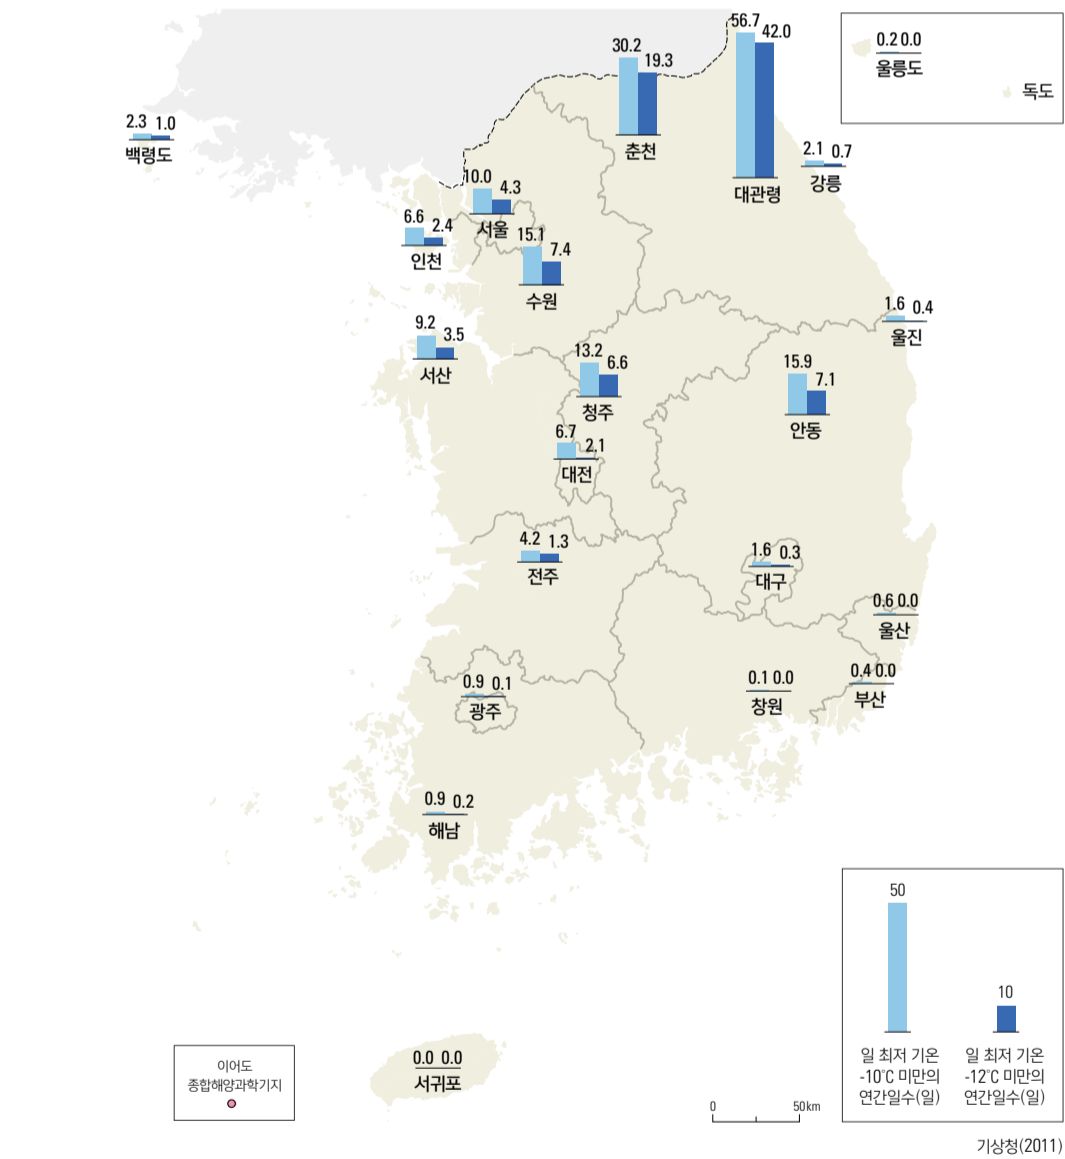 56.7
42.0
대관령
30.2
19.3
춘천
0.2 0.0
울릉도
독도
2.3 1.0
백령도
2.1 0.7
강릉
10.0
4.3
서울
6.6
2.4
인천
15.1
7.4
수원
1.6 0.4
울진
9.2
3.5
서산
13.2
6.6
청주
15.9
7.1
안동
6.7
2.1
대전
4.2 1.3
전주
1.6 0.3
대구
0.6 0.0
울산
0.9 0.1
광주
0.1 0.0
창원
0.4 0.0
부산
0.9 0.2
해남
0.0 0.0
서귀포
이어도
종합해양과학기지
0 50km
50
10
일 최저 기온
-10℃ 미만의
연간일수(일)
일 최저 기온
-12℃ 미만의
연간일수(일)
기상청(2011)